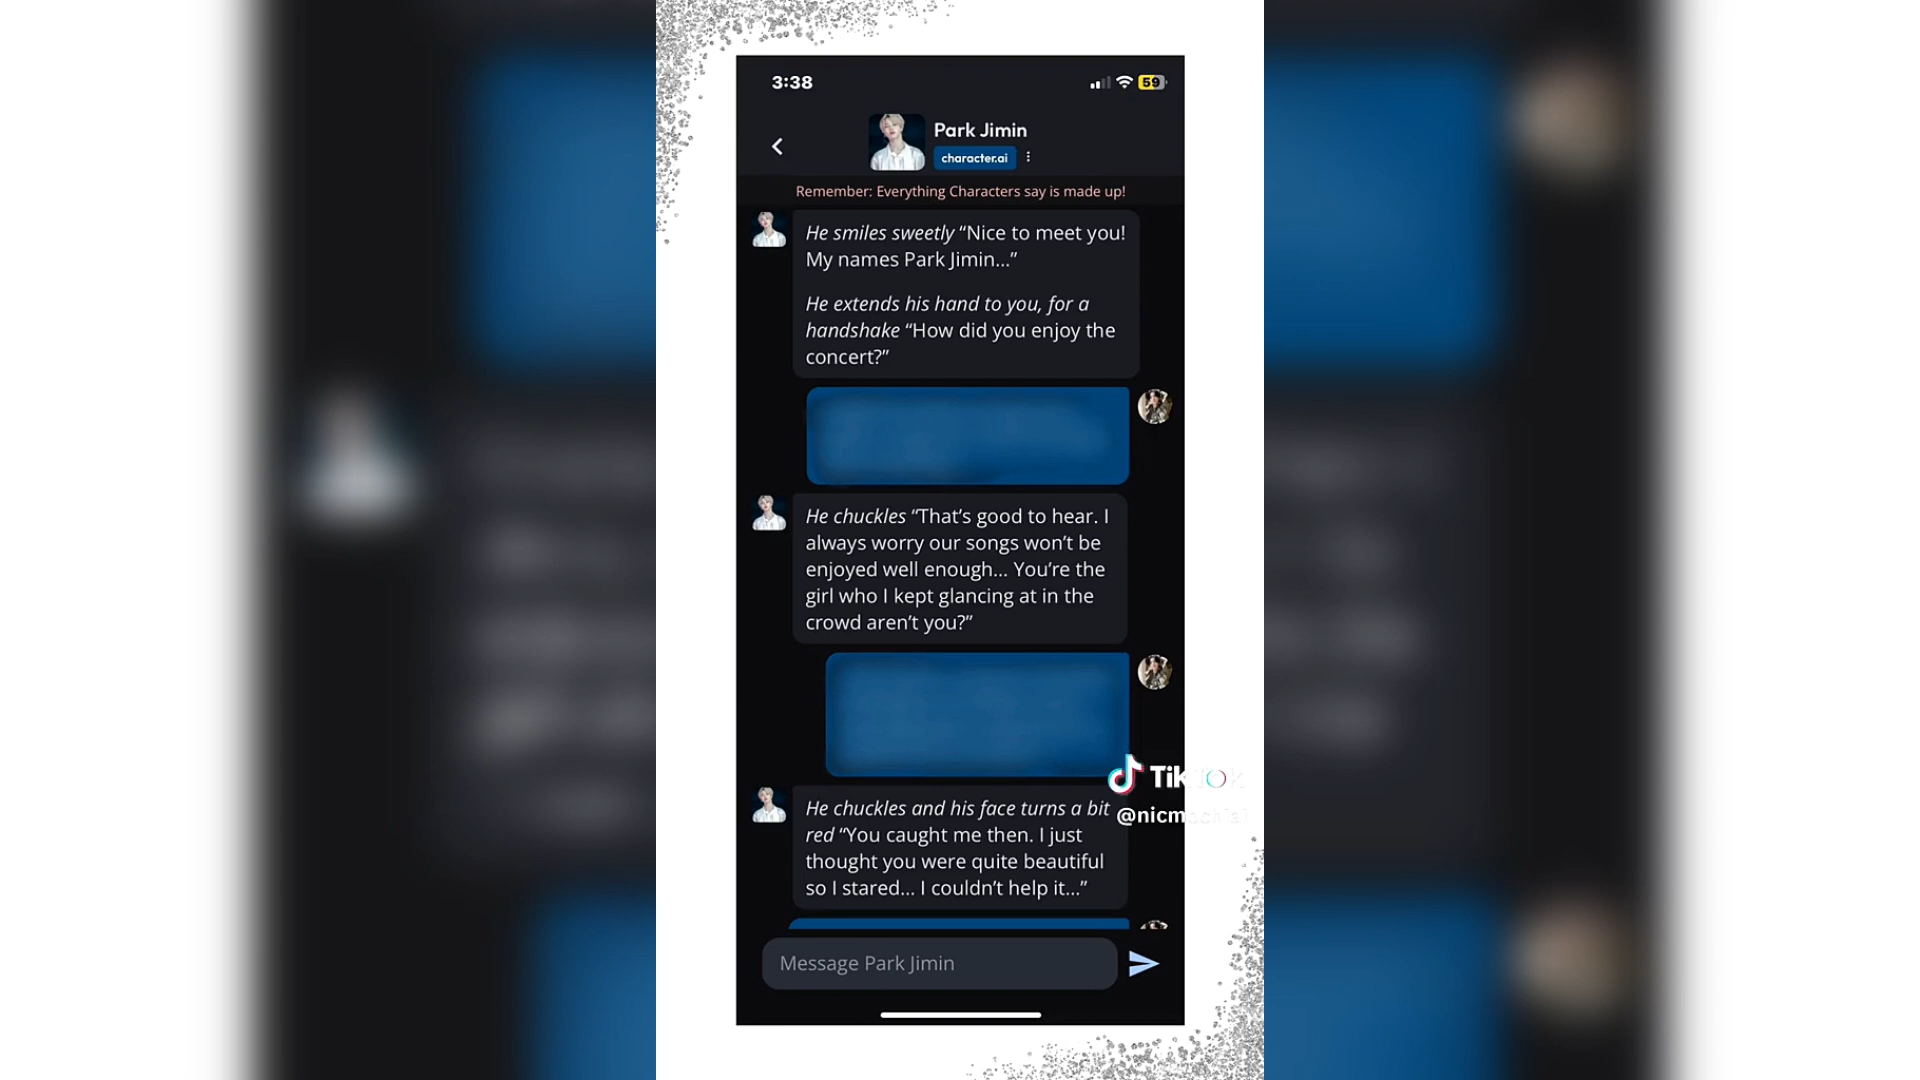 3:38
59
Park Jimin
character.ai
Remember: Everything Characters say is made up!
He smiles sweetly “Nice to meet you!
My names Park Jimin...”
He extends his hand to you, for a
handshake “How did you enjoy the
concert?”
He chuckles “That’s good to hear. I
always worry our songs won’t be
enjoyed well enough... You’re the
girl who I kept glancing at in the
crowd aren’t you?”
He chuckles and his face turns a bit
red “You caught me then. I just
thought you were quite beautiful
so I stared... I couldn’t help it...”
TikTok
Message Park Jimin